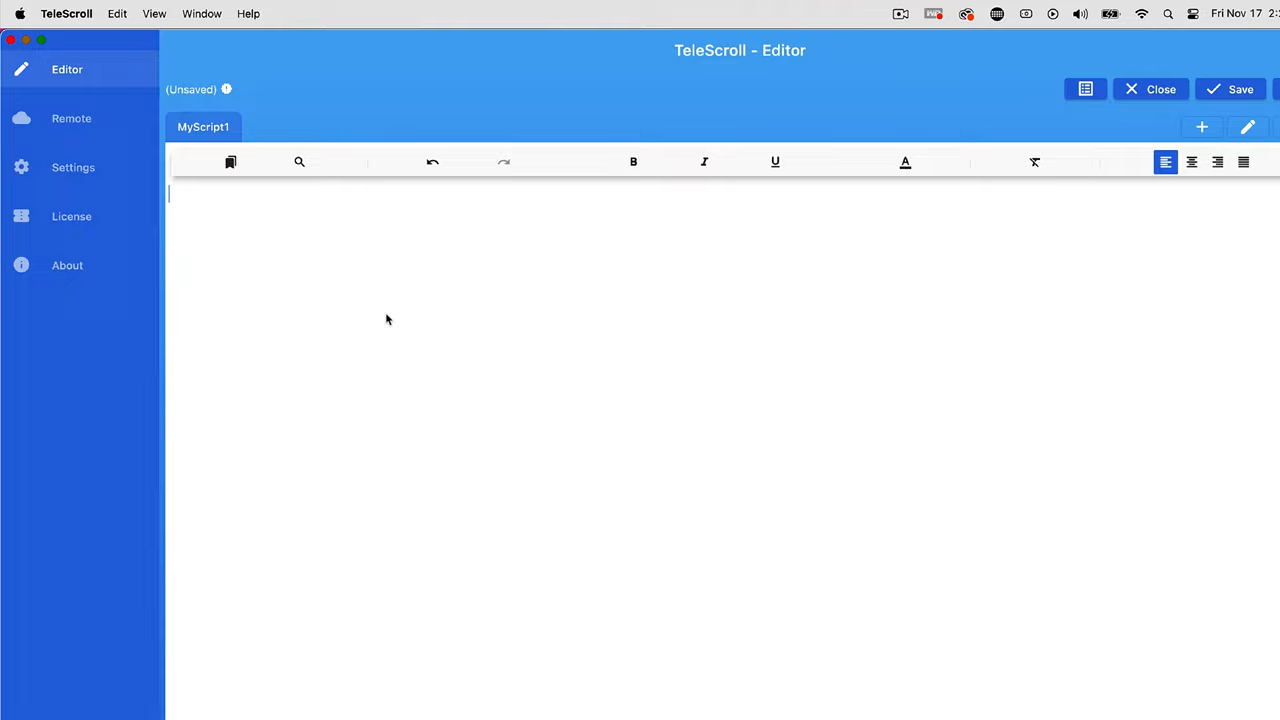 TeleScroll Edit View Window Help Fri Nov 17
TeleScroll - Editor
Editor
(Unsaved) Close Save
Remote
MyScript1
B I U A
Settings
License
About